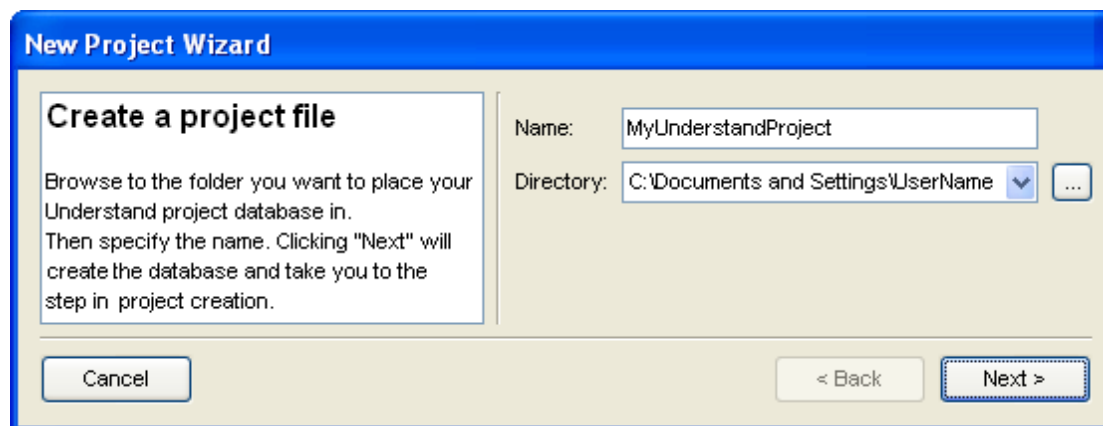 New Project Wizard
Create a project file
Browse to the folder you want to place your
Understand project database in.
Then specify the name. Clicking "Next" will
create the database and take you to the
step in project creation.
Name: MyUnderstandProject
Directory: C:\Documents and Settings\UserName ...
Cancel < Back Next >